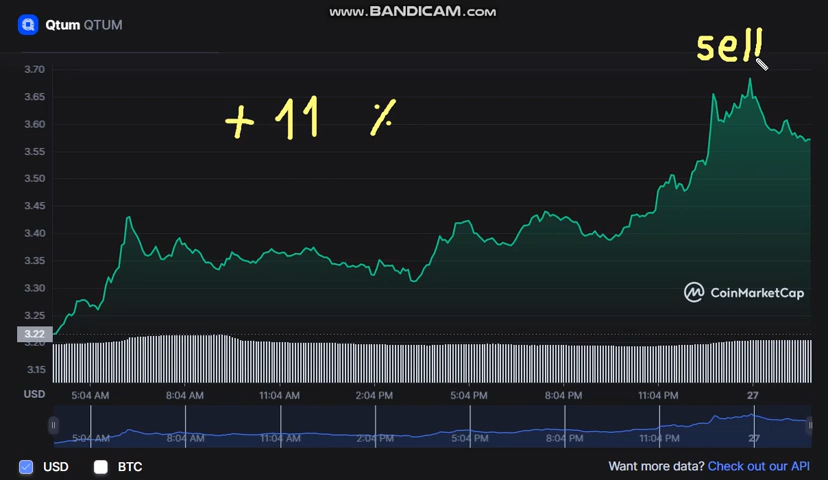 www.BANDICAM.com
Qtum QTUM
sell
+ 11 %
3.70
3.65
3.60
3.55
3.50
3.45
3.40
3.35
3.30
3.25
3.22
3.20
3.15
CoinMarketCap
USD
5:04 AM 8:04 AM 11:04 AM 2:04 PM 5:04 PM 8:04 PM 11:04 PM 27
5:04 AM 8:04 AM 11:04 AM 2:04 PM 5:04 PM 8:04 PM 11:04 PM 27
USD BTC
Want more data? Check out our API